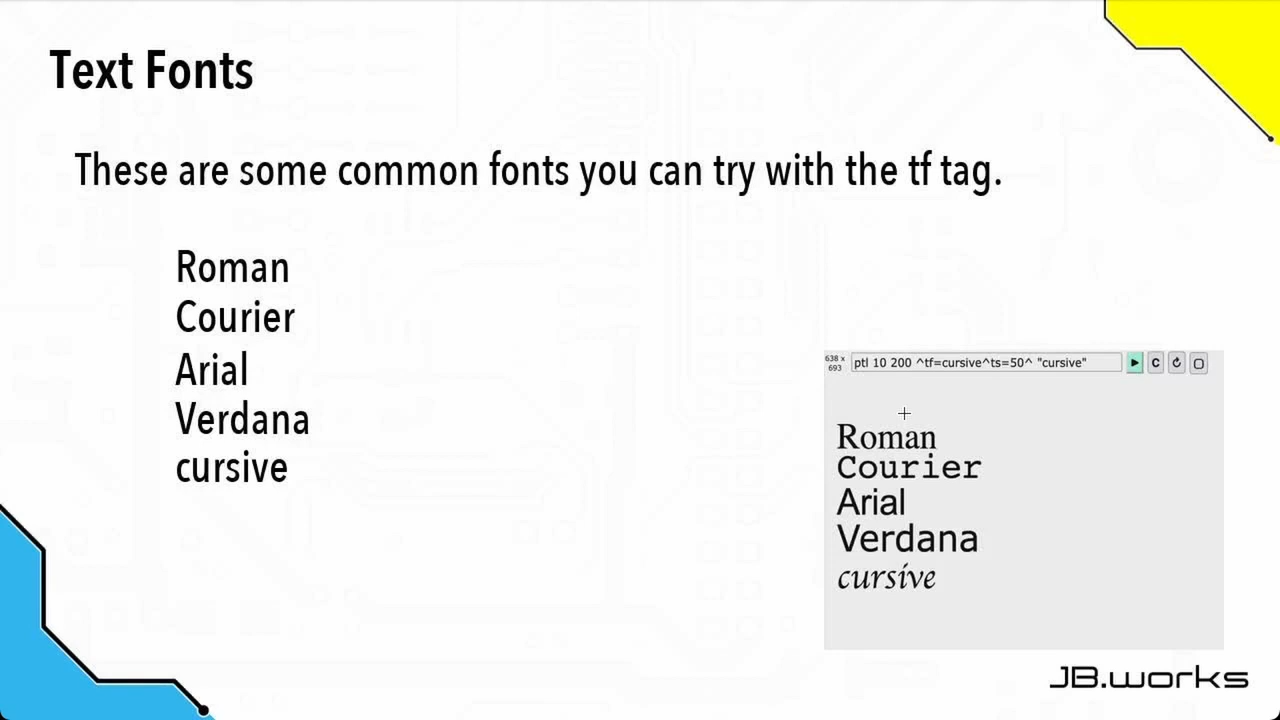 Text Fonts
These are some common fonts you can try with the tf tag.
Roman
Courier
Arial
Verdana
cursive
638 x
693
ptl 10 200 ^tf=cursive^ts=50^ "cursive"
C
Roman
Courier
Arial
Verdana
cursive
JB.works